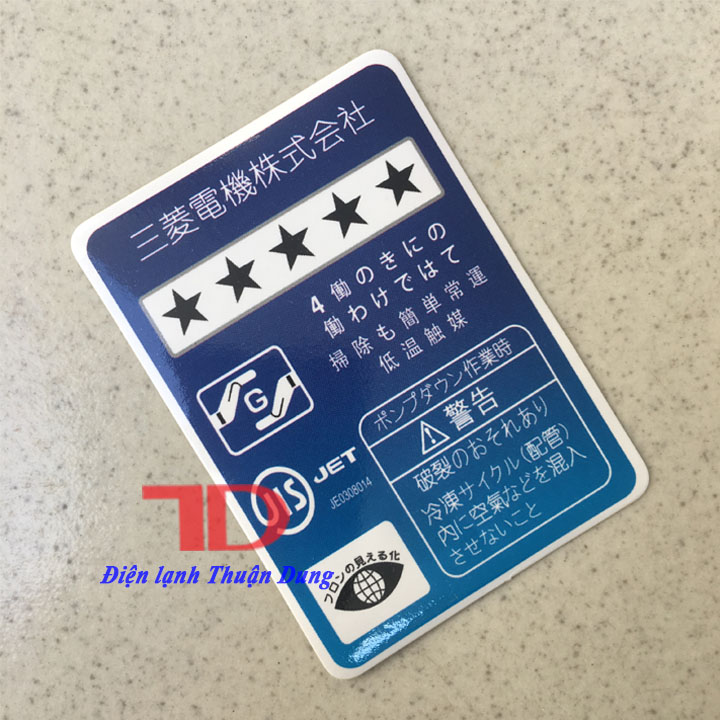 三菱電機株式会社
★★★★★
4働のきにの
働わけではて
掃除も簡単常運
低温触媒
G
ポンプダウン作業時
警告
破裂のおそれあり
冷凍サイクル(配管)
内に空氣などを混入
させないこと
JIS JET
JE0308014
フロンの見える化
TD
Điện lạnh Thuận Dung